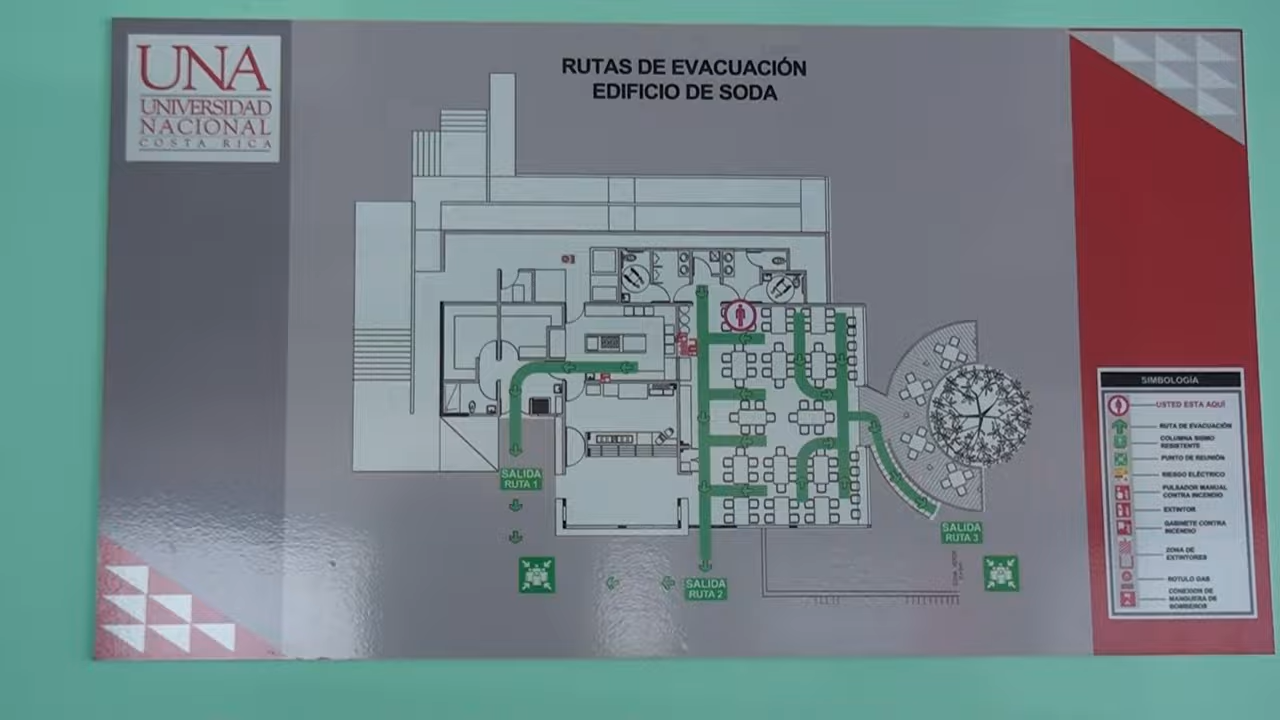 UNA
UNIVERSIDAD
NACIONAL
COSTA RICA
RUTAS DE EVACUACIÓN
EDIFICIO DE SODA
SALIDA
RUTA 1
SALIDA
RUTA 2
SALIDA
RUTA 3
SIMBOLOGÍA
USTED ESTA AQUÍ
RUTA DE EVACUACIÓN
COLUMNA SISMO
RESISTENTE
PUNTO DE REUNIÓN
RIESGO ELÉCTRICO
PULSADOR MANUAL
CONTRA INCENDIO
EXTINTOR
GABINETE CONTRA
INCENDIO
ZONA DE
EXTINTORES
ROTULO GAS
CONEXION DE
MANGUERA DE
BOMBEROS